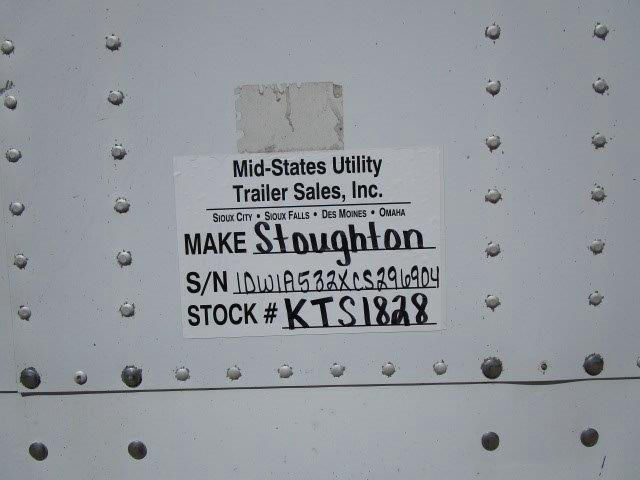 Mid-States Utility
Trailer Sales, Inc.
SIOUX CITY • SIOUX FALLS • DES MOINES • OMAHA
MAKE Stoughton
S/N 1DW1A532XCS296904
STOCK # KTS1828